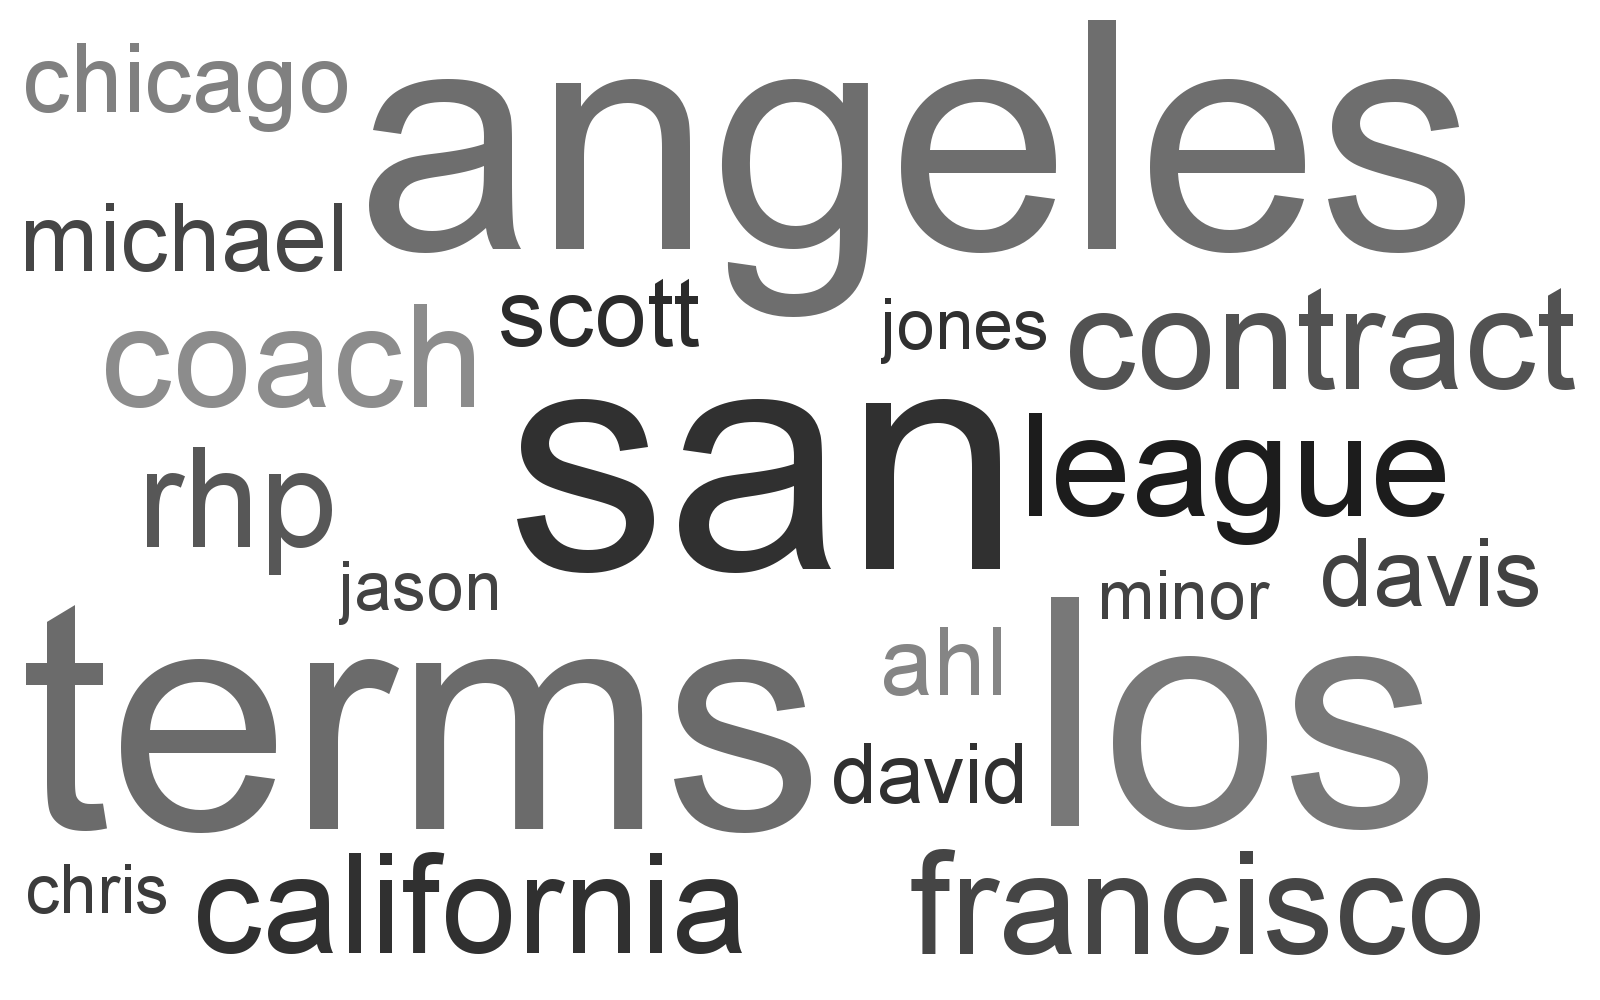 chicago
angeles
michael
scott
jones
contract
coach
san
league
rhp
jason
minor
davis
terms
ahl
los
david
chris
california
francisco